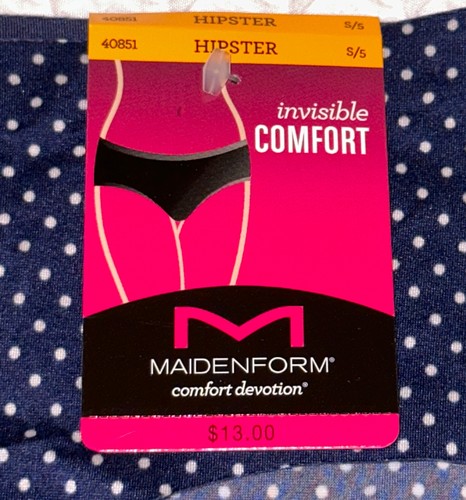 40851 HIPSTER S/5
40851 HIPSTER S/5
invisible
COMFORT
M
MAIDENFORM®
comfort devotion®
$13.00